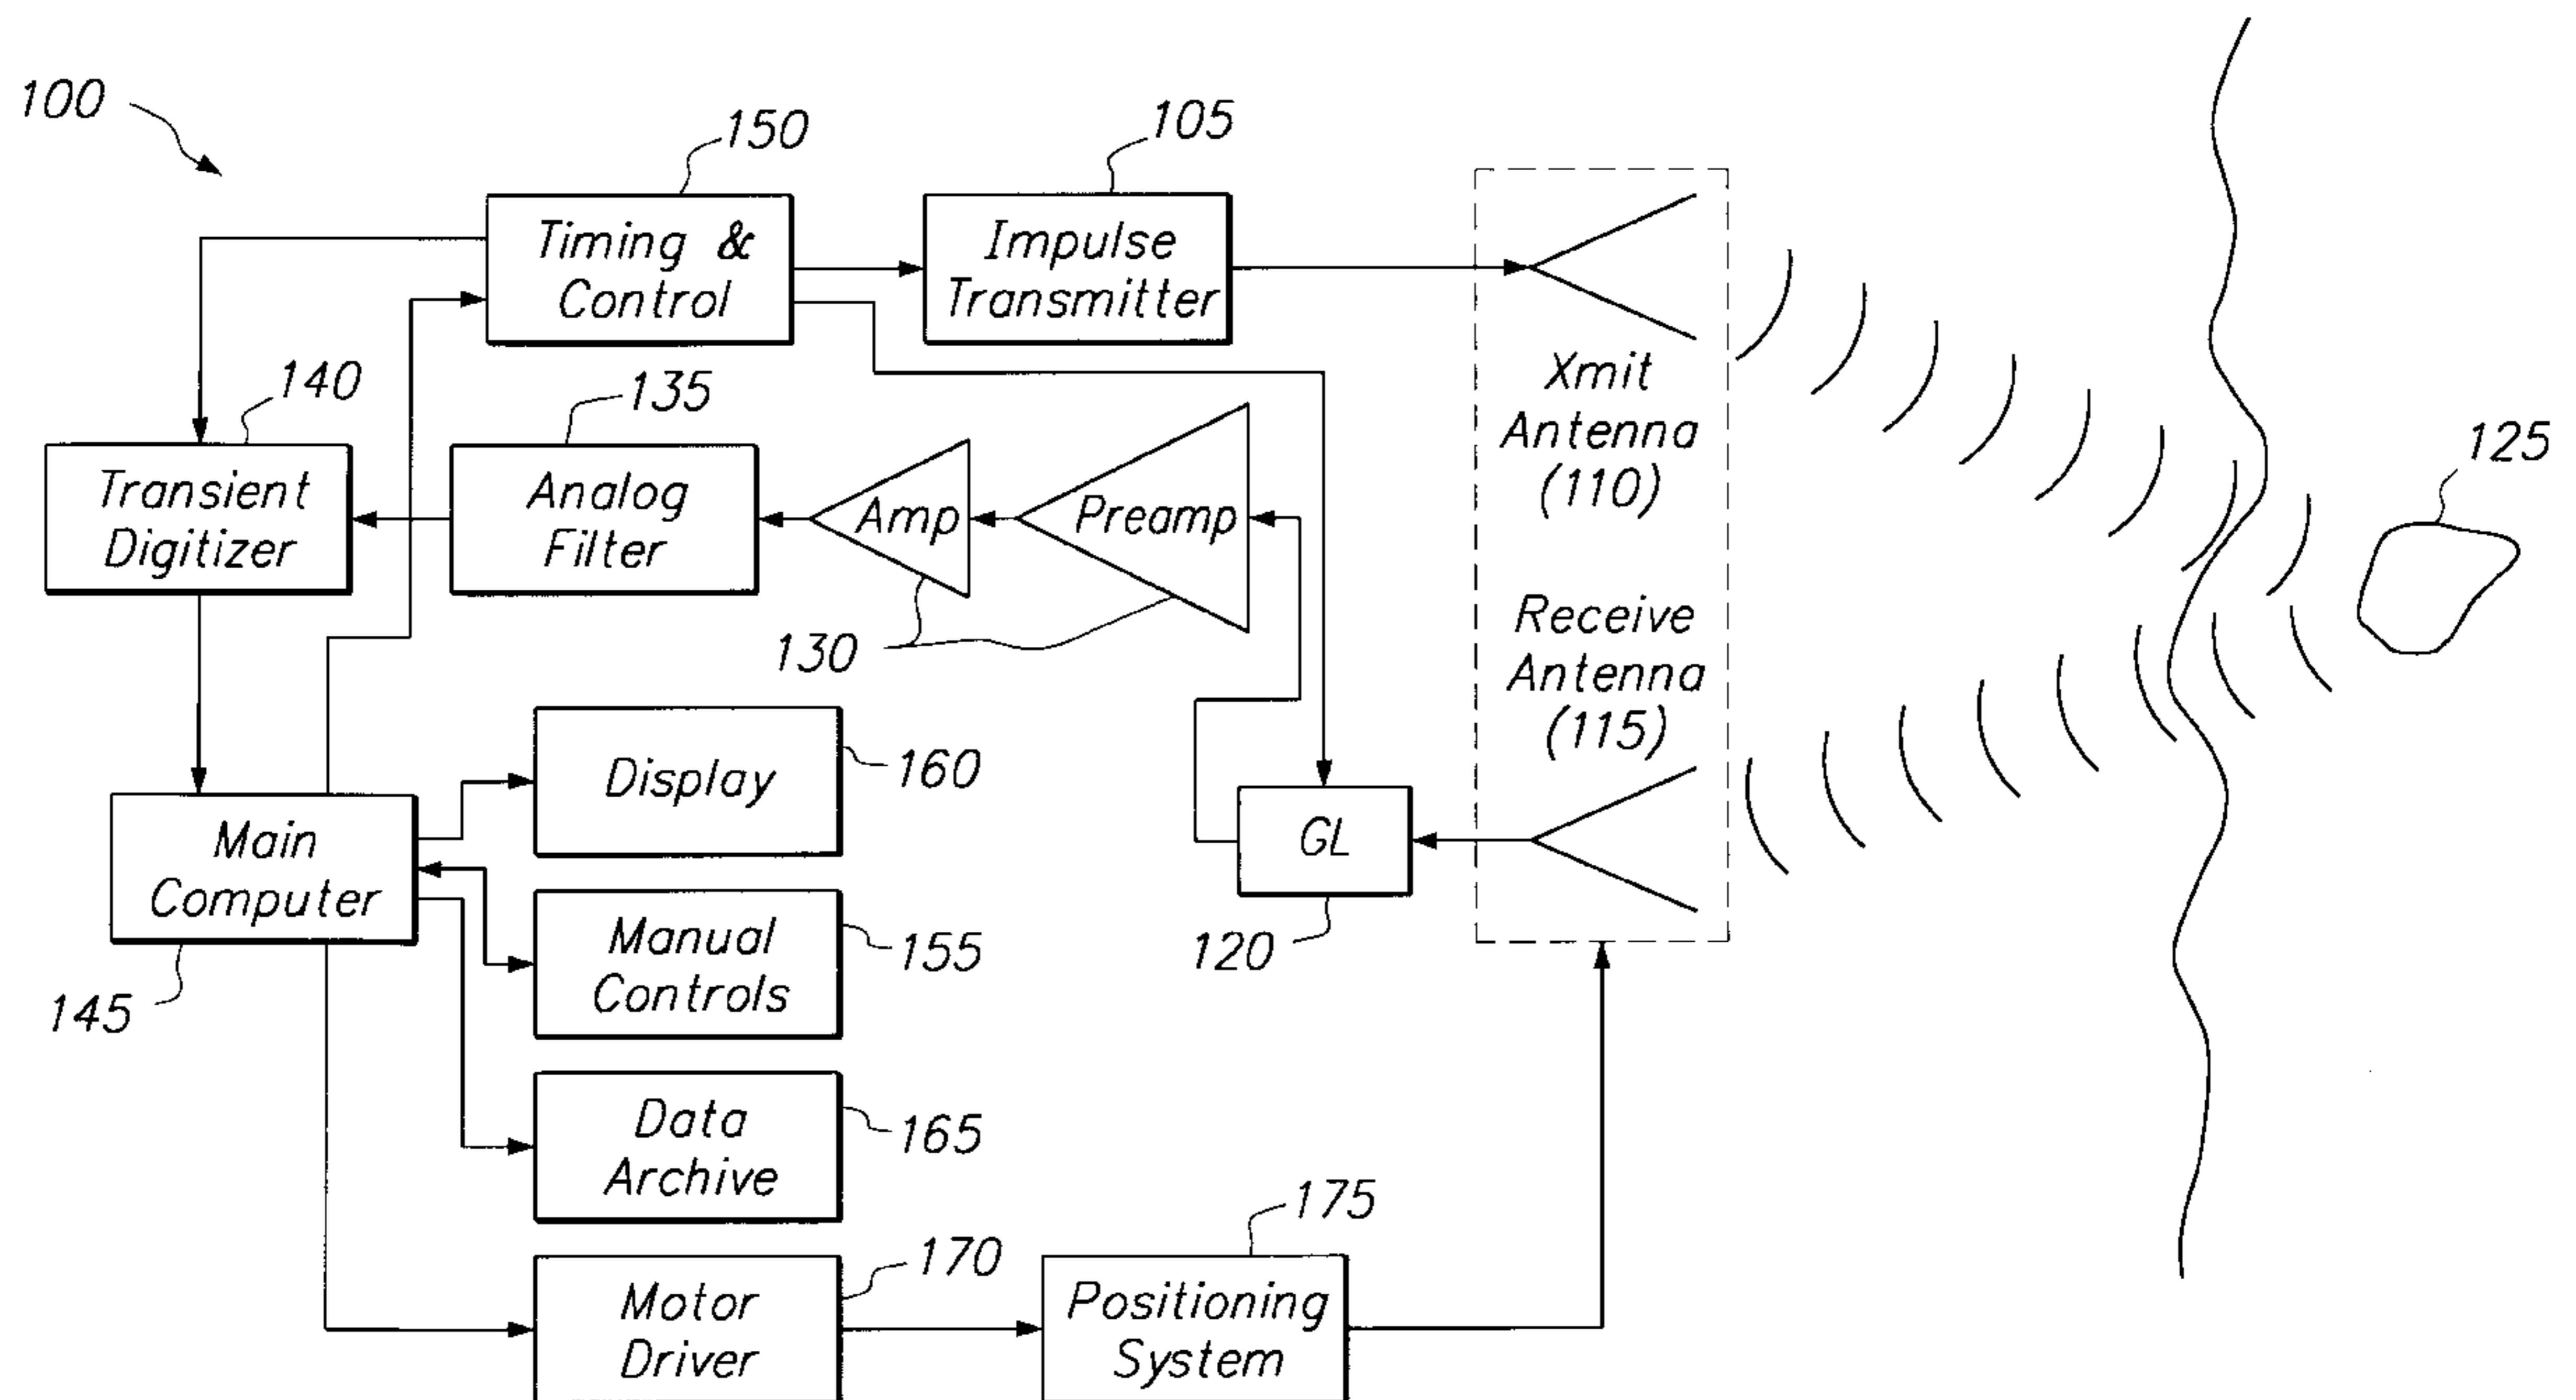 100
150
105
Timing &
Control
Impulse
Transmitter
140
135
Xmit
Antenna
(110)
125
Transient
Digitizer
Analog
Filter
Amp
Preamp
130
Receive
Antenna
(115)
Display
160
Main
Computer
GL
Manual
Controls
155
120
145
Data
Archive
165
175
170
Motor
Driver
Positioning
System